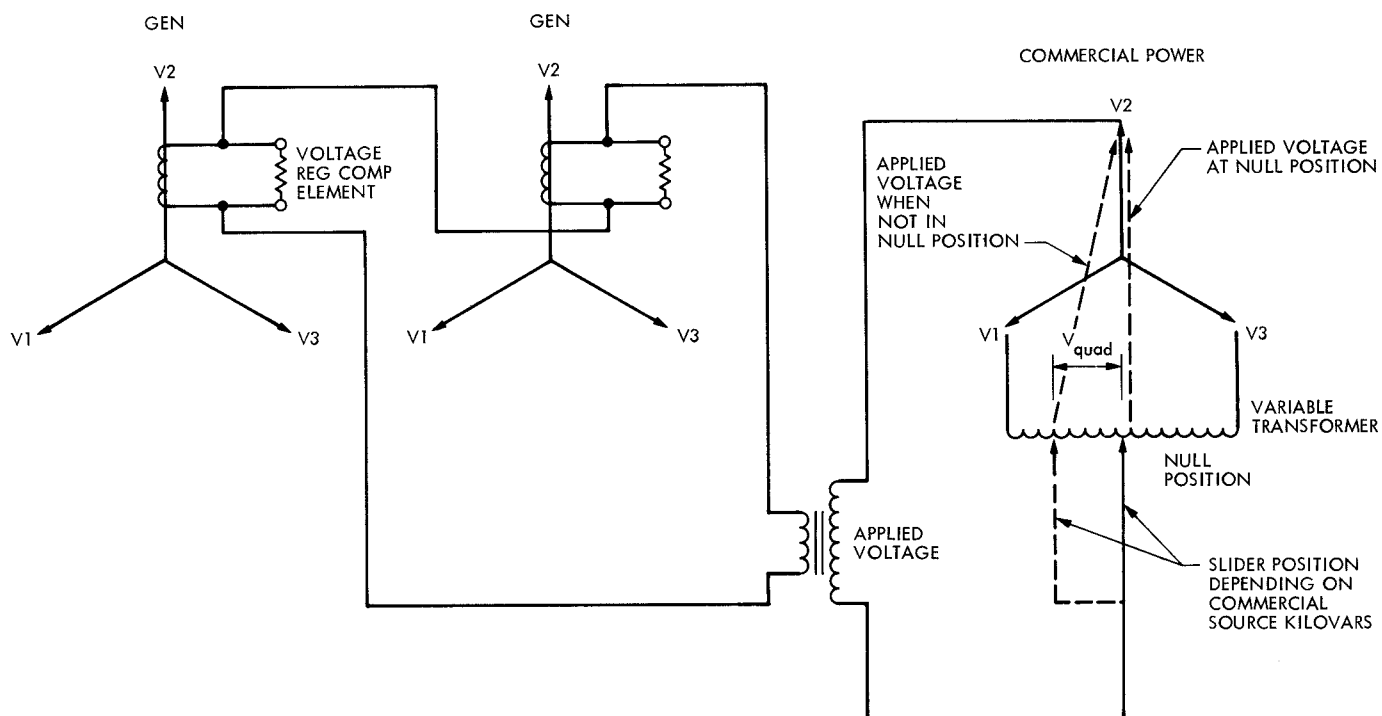 GEN
V2
VOLTAGE
REG COMP
ELEMENT
V1
V3
GEN
V2
V1
V3
COMMERCIAL POWER
V2
APPLIED
VOLTAGE
WHEN
NOT IN
NULL POSITION
APPLIED VOLTAGE
AT NULL POSITION
V1
V3
Vquad
VARIABLE
TRANSFORMER
NULL
POSITION
APPLIED
VOLTAGE
SLIDER POSITION
DEPENDING ON
COMMERCIAL
SOURCE KILOVARS